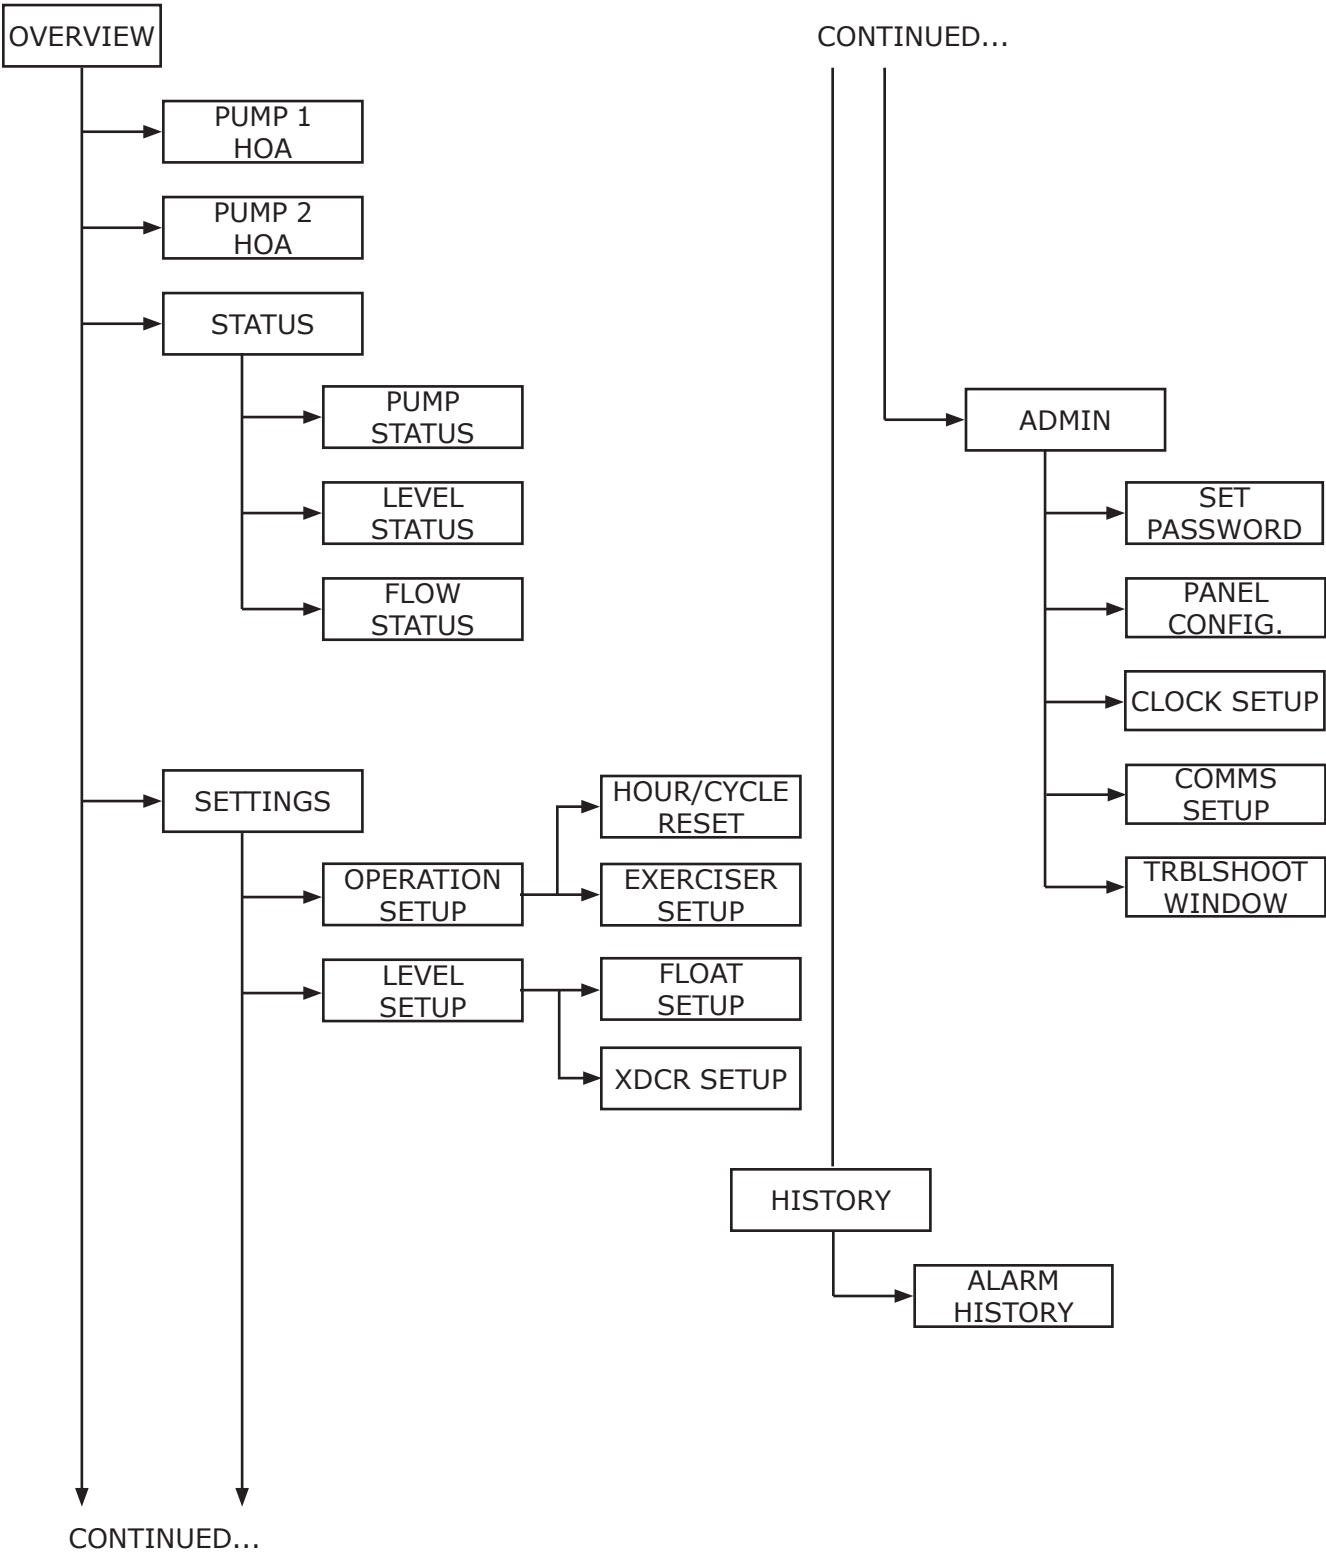 OVERVIEW
PUMP 1
HOA
PUMP 2
HOA
STATUS
PUMP
STATUS
LEVEL
STATUS
FLOW
STATUS
SETTINGS
OPERATION
SETUP
HOUR/CYCLE
RESET
EXERCISER
SETUP
LEVEL
SETUP
FLOAT
SETUP
XDCR SETUP
CONTINUED...
CONTINUED...
ADMIN
SET
PASSWORD
PANEL
CONFIG.
CLOCK SETUP
COMMS
SETUP
TRBLSHOOT
WINDOW
HISTORY
ALARM
HISTORY